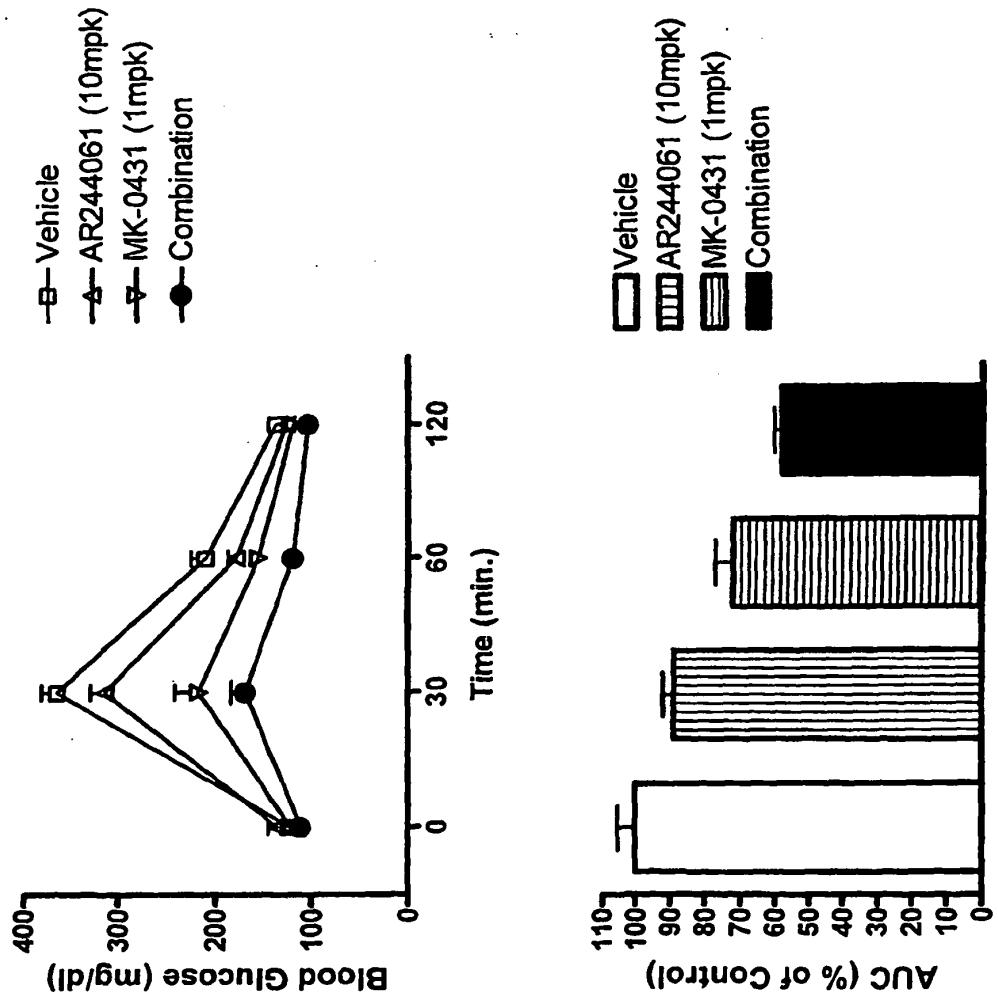 Blood Glucose (mg/dl)
400
300
200
100
0
0 30 60 120
Time (min.)
Vehicle
AR244061 (10mpk)
MK-0431 (1mpk)
Combination
AUC (% of Control)
110
100
90
80
70
60
50
40
30
20
10
0
Vehicle
AR244061 (10mpk)
MK-0431 (1mpk)
Combination